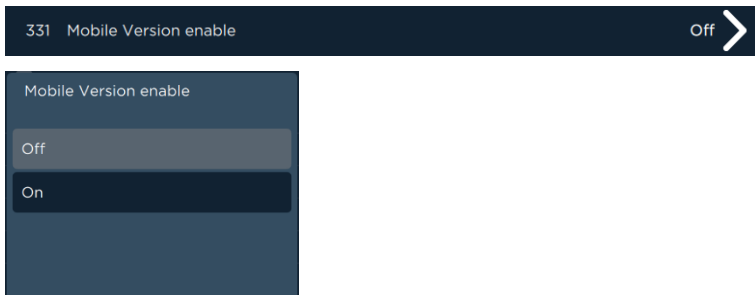 331 Mobile Version enable Off
Mobile Version enable
Off
On